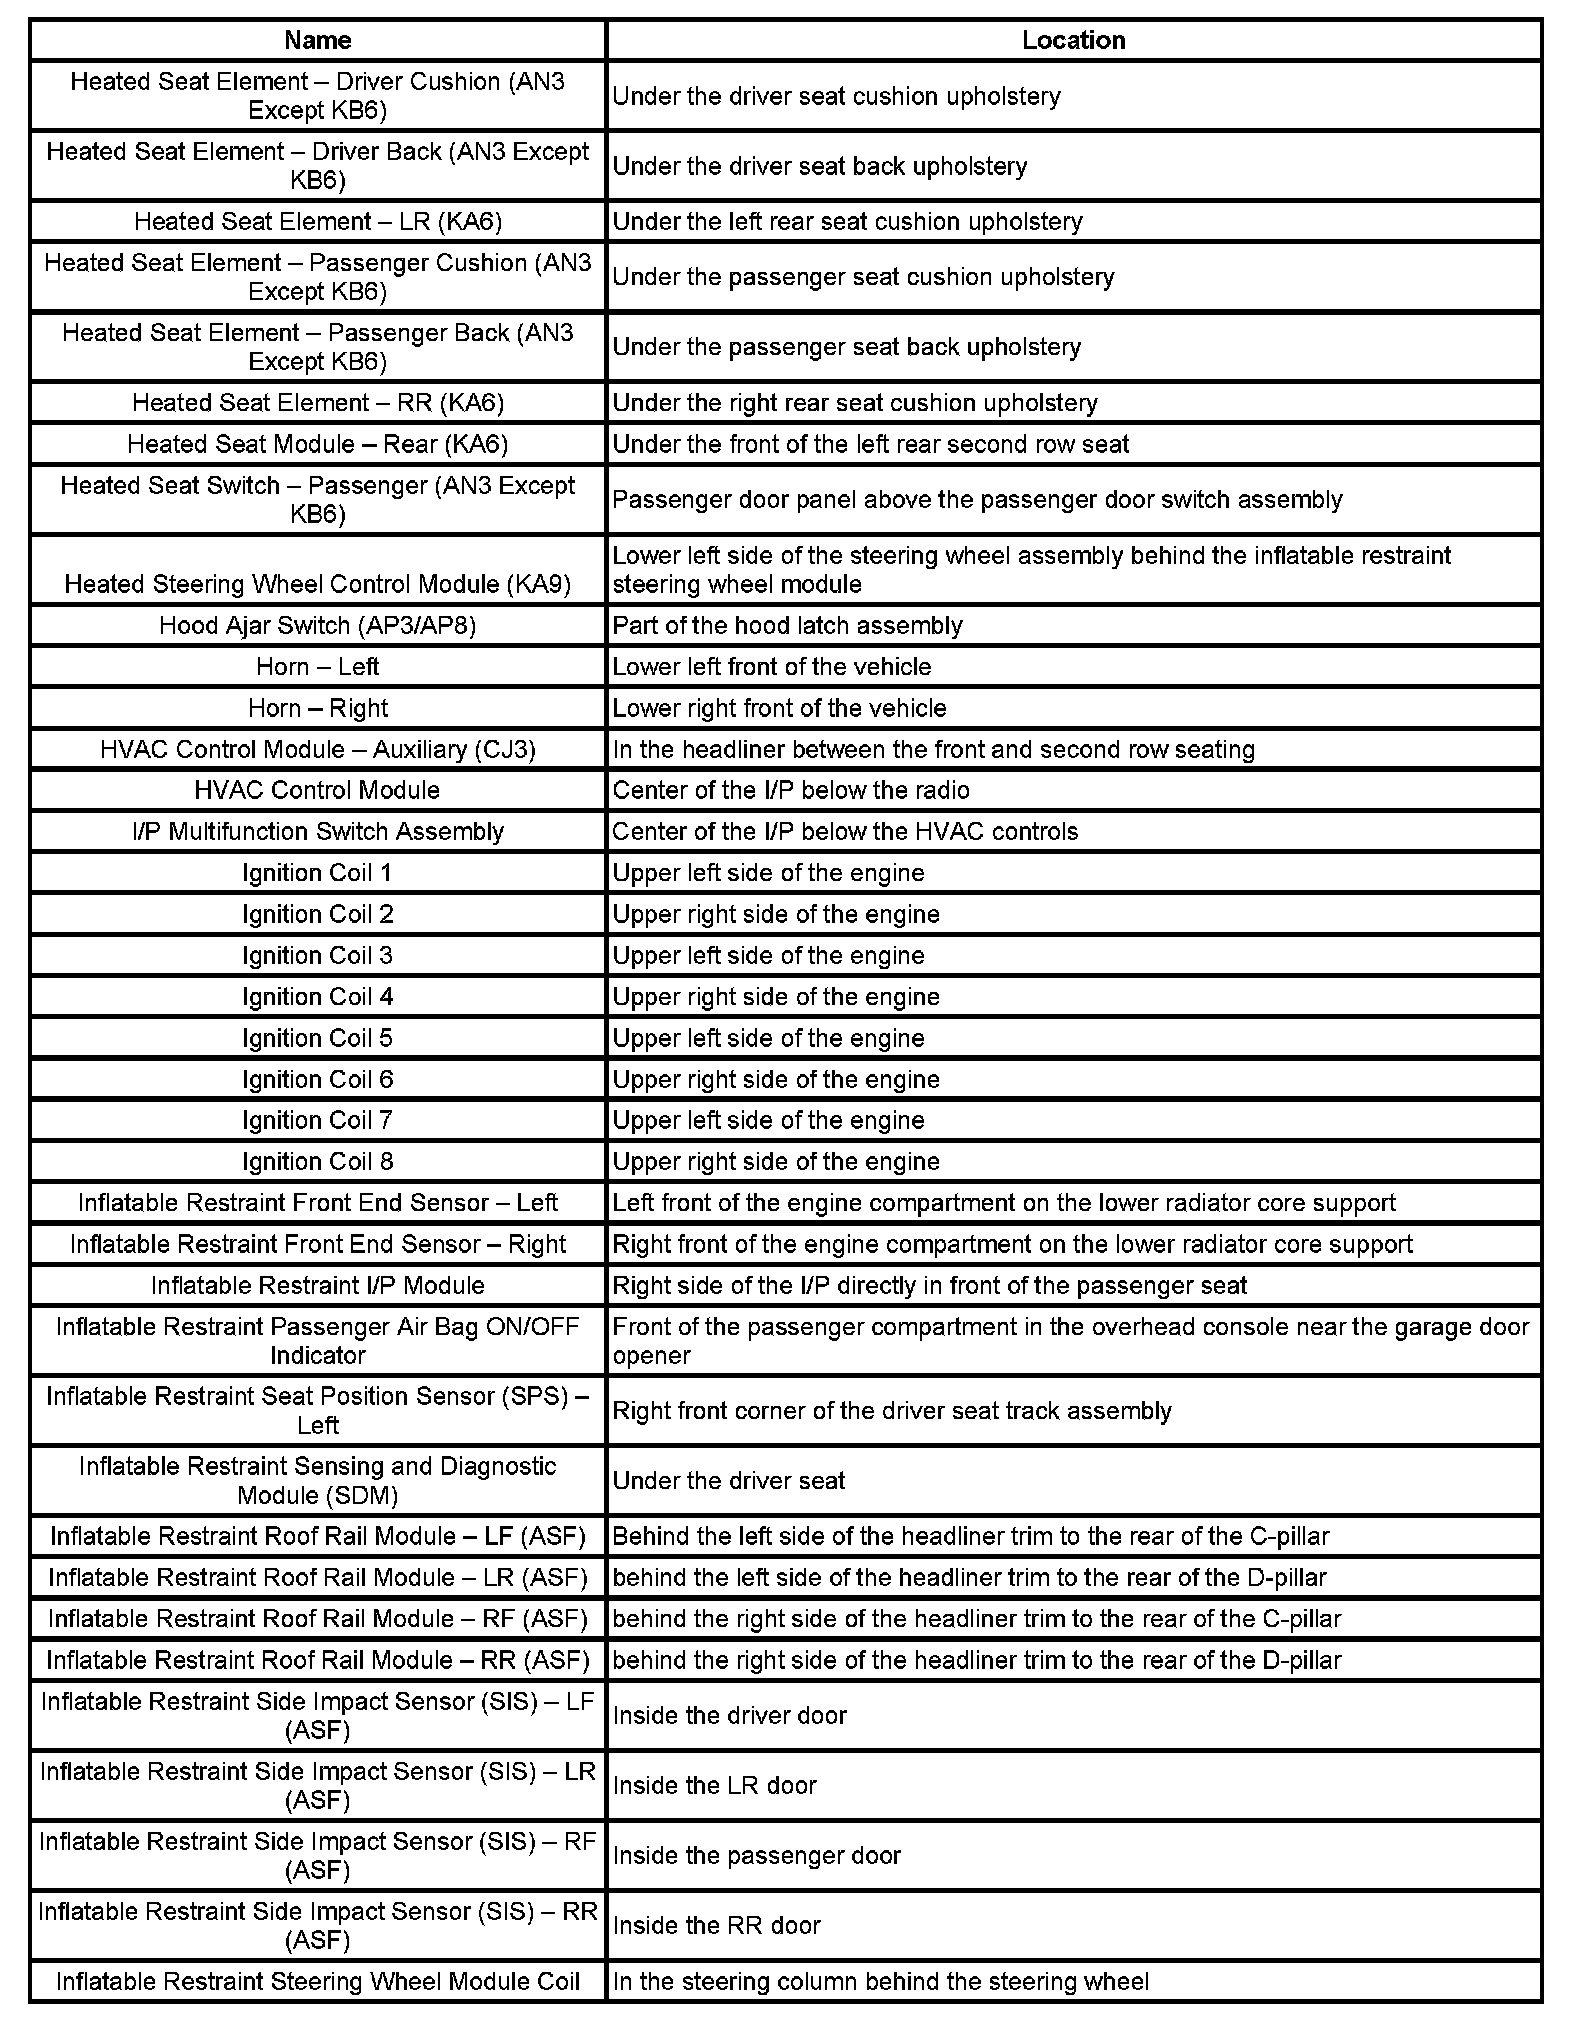 Name Location
Heated Seat Element – Driver Cushion (AN3
Except KB6)
Under the driver seat cushion upholstery
Heated Seat Element – Driver Back (AN3 Except
KB6)
Under the driver seat back upholstery
Heated Seat Element – LR (KA6) Under the left rear seat cushion upholstery
Heated Seat Element – Passenger Cushion (AN3
Except KB6)
Under the passenger seat cushion upholstery
Heated Seat Element – Passenger Back (AN3
Except KB6)
Under the passenger seat back upholstery
Heated Seat Element – RR (KA6) Under the right rear seat cushion upholstery
Heated Seat Module – Rear (KA6) Under the front of the left rear second row seat
Heated Seat Switch – Passenger (AN3 Except
KB6)
Passenger door panel above the passenger door switch assembly
Heated Steering Wheel Control Module (KA9)
Lower left side of the steering wheel assembly behind the inflatable restraint
steering wheel module
Hood Ajar Switch (AP3/AP8) Part of the hood latch assembly
Horn – Left Lower left front of the vehicle
Horn – Right Lower right front of the vehicle
HVAC Control Module – Auxiliary (CJ3) In the headliner between the front and second row seating
HVAC Control Module Center of the I/P below the radio
I/P Multifunction Switch Assembly Center of the I/P below the HVAC controls
Ignition Coil 1 Upper left side of the engine
Ignition Coil 2 Upper right side of the engine
Ignition Coil 3 Upper left side of the engine
Ignition Coil 4 Upper right side of the engine
Ignition Coil 5 Upper left side of the engine
Ignition Coil 6 Upper right side of the engine
Ignition Coil 7 Upper left side of the engine
Ignition Coil 8 Upper right side of the engine
Inflatable Restraint Front End Sensor – Left Left front of the engine compartment on the lower radiator core support
Inflatable Restraint Front End Sensor – Right Right front of the engine compartment on the lower radiator core support
Inflatable Restraint I/P Module Right side of the I/P directly in front of the passenger seat
Inflatable Restraint Passenger Air Bag ON/OFF
Indicator
Front of the passenger compartment in the overhead console near the garage door
opener
Inflatable Restraint Seat Position Sensor (SPS) –
Left
Right front corner of the driver seat track assembly
Inflatable Restraint Sensing and Diagnostic
Module (SDM)
Under the driver seat
Inflatable Restraint Roof Rail Module – LF (ASF) Behind the left side of the headliner trim to the rear of the C-pillar
Inflatable Restraint Roof Rail Module – LR (ASF) behind the left side of the headliner trim to the rear of the D-pillar
Inflatable Restraint Roof Rail Module – RF (ASF) behind the right side of the headliner trim to the rear of the C-pillar
Inflatable Restraint Roof Rail Module – RR (ASF) behind the right side of the headliner trim to the rear of the D-pillar
Inflatable Restraint Side Impact Sensor (SIS) – LF
(ASF)
Inside the driver door
Inflatable Restraint Side Impact Sensor (SIS) – LR
(ASF)
Inside the LR door
Inflatable Restraint Side Impact Sensor (SIS) – RF
(ASF)
Inside the passenger door
Inflatable Restraint Side Impact Sensor (SIS) – RR
(ASF)
Inside the RR door
Inflatable Restraint Steering Wheel Module Coil In the steering column behind the steering wheel